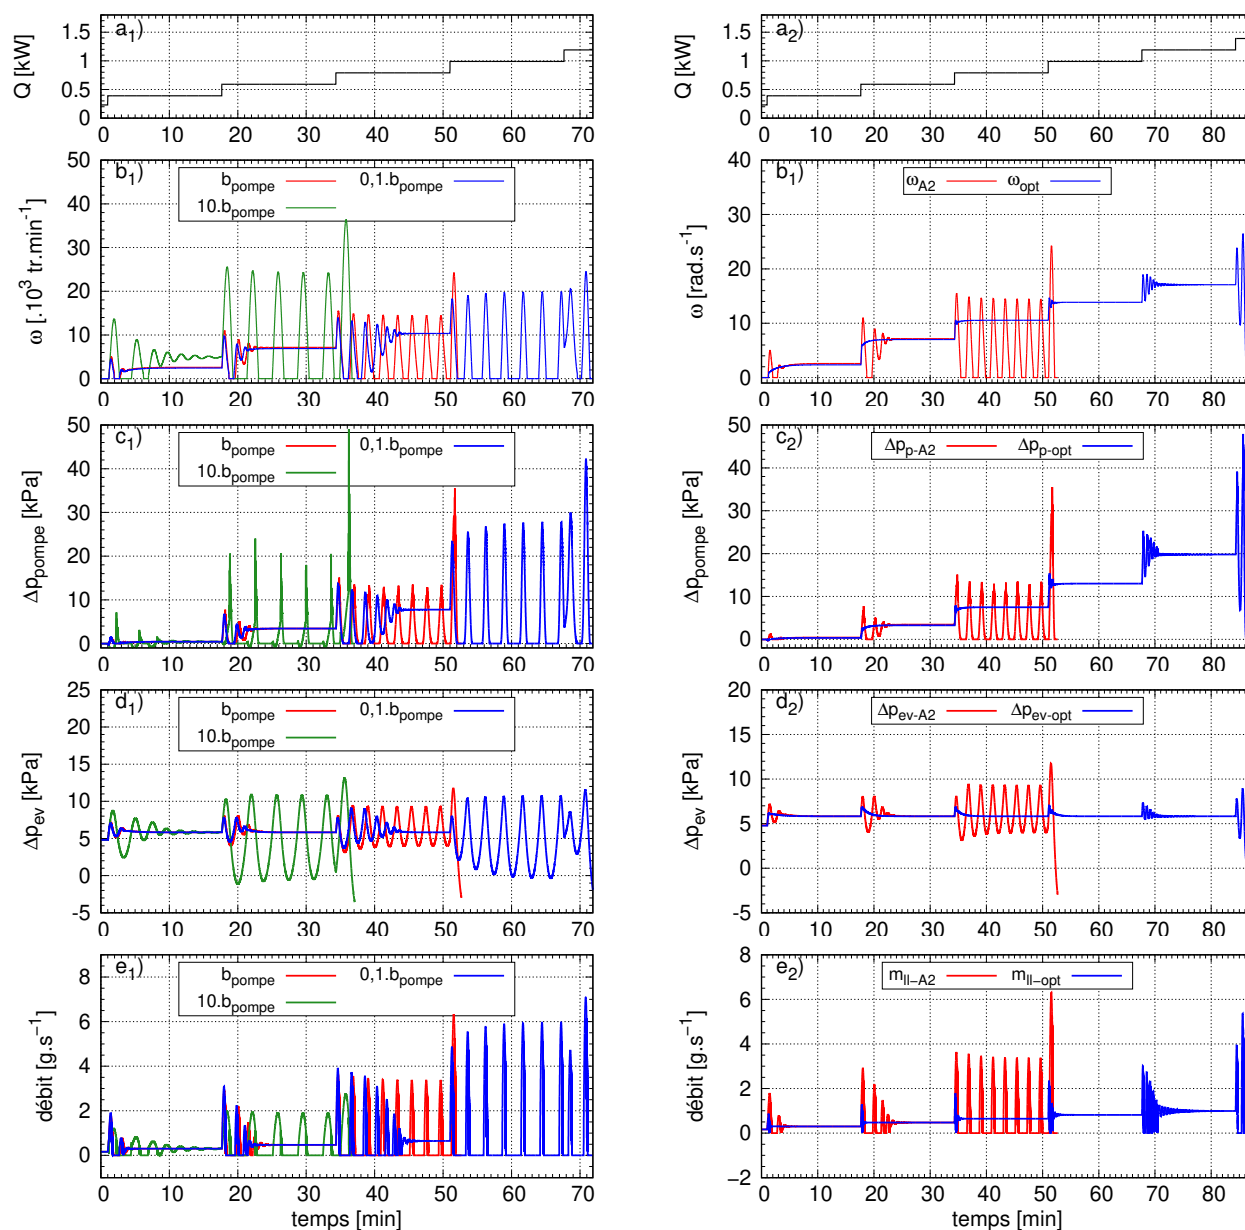 a1)
Q [kW]
1.5
1
0.5
0
0 10 20 30 40 50 60 70
b1)
ω [.10³ tr.min⁻¹]
bpompe 0,1.bpompe
10.bpompe
50
40
30
20
10
0
0 10 20 30 40 50 60 70
c1)
Δppompe [kPa]
bpompe 0,1.bpompe
10.bpompe
50
40
30
20
10
0
0 10 20 30 40 50 60 70
d1)
Δpev [kPa]
bpompe 0,1.bpompe
10.bpompe
25
20
15
10
5
0
-5
0 10 20 30 40 50 60 70
e1)
débit [g.s−1]
bpompe 0,1.bpompe
10.bpompe
8
6
4
2
0
0 10 20 30 40 50 60 70
temps [min]
a2)
Q [kW]
1.5
1
0.5
0
0 10 20 30 40 50 60 70 80
b1)
ω [rad.s⁻¹]
ωA2 ωopt
40
30
20
10
0
0 10 20 30 40 50 60 70 80
c2)
Δppompe [kPa]
Δpp-A2 Δpp-opt
50
40
30
20
10
0
0 10 20 30 40 50 60 70 80
d2)
Δpev [kPa]
Δpev-A2 Δpev-opt
20
15
10
5
0
-5
0 10 20 30 40 50 60 70 80
e2)
débit [g.s−1]
mll−A2 mll−opt
8
6
4
2
0
−2
0 10 20 30 40 50 60 70 80
temps [min]